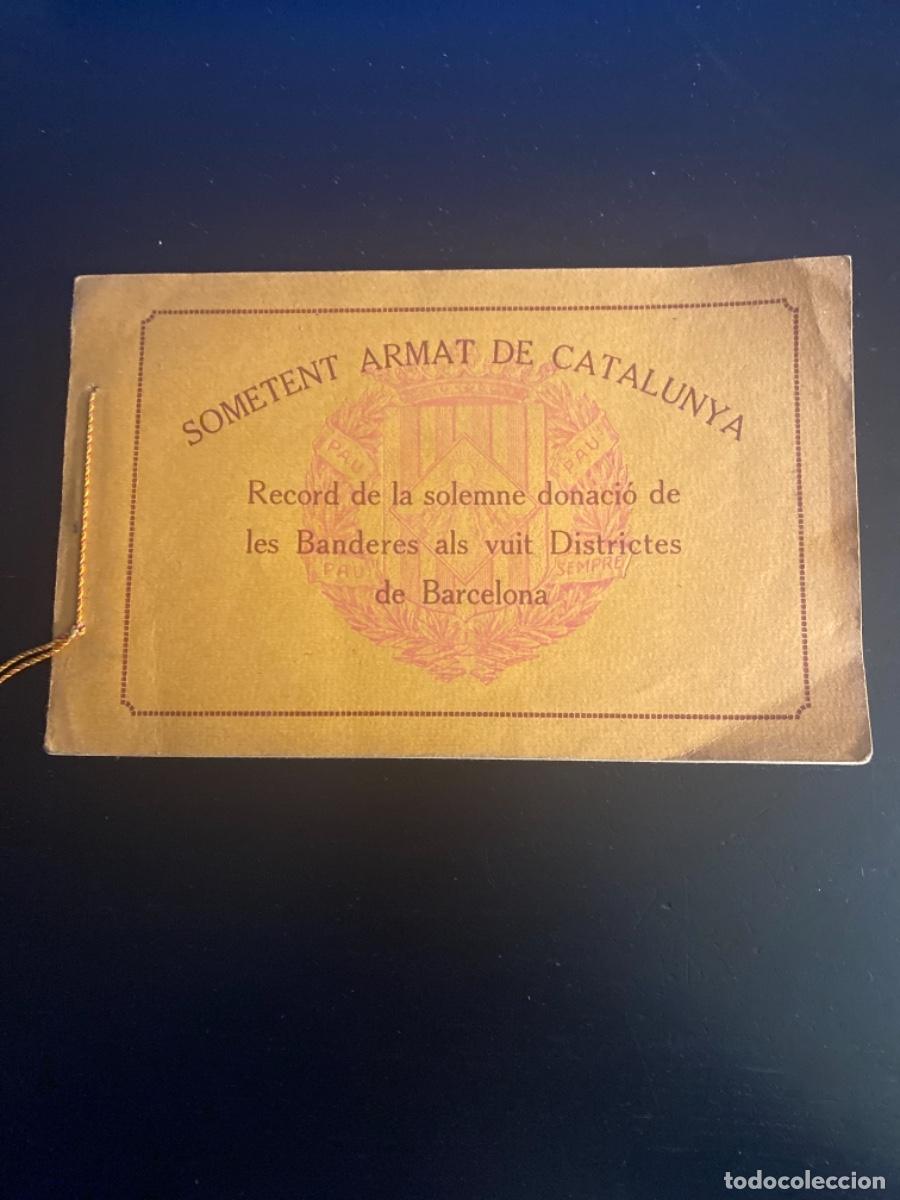 SOMETENT ARMAT DE CATALUNYA
PAU PAU
Record de la solemne donació de
les Banderes als vuit Districtes
PAU SEMPRE
de Barcelona
todocoleccion